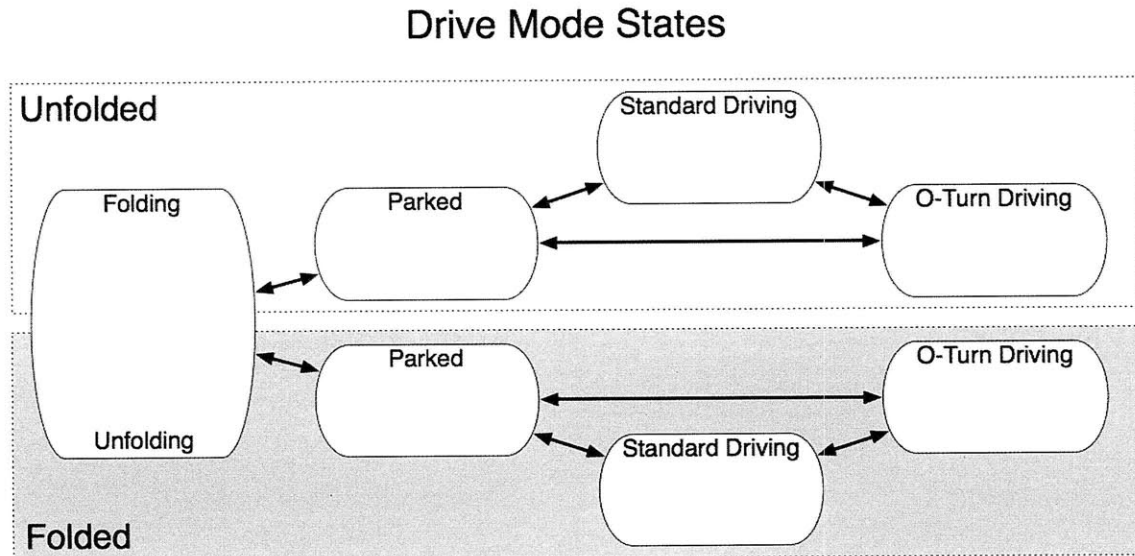 Drive Mode States
Unfolded
Standard Driving
Folding
Parked
O-Turn Driving
Parked
O-Turn Driving
Unfolding
Standard Driving
Folded